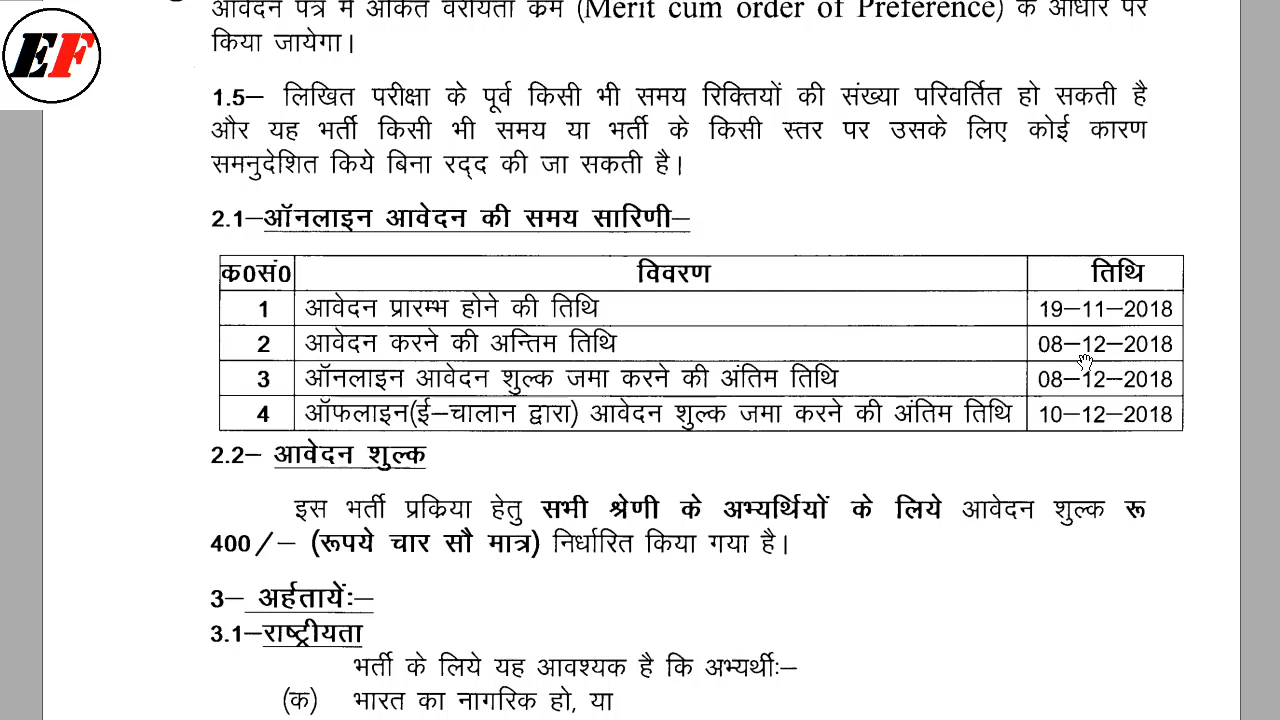 EF
आवेदन पत्र में अंकित वरीयता क्रम (Merit cum order of Preference) के आधार पर
किया जायेगा।
1.5– लिखित परीक्षा के पूर्व किसी भी समय रिक्तियों की संख्या परिवर्तित हो सकती है
और यह भर्ती किसी भी समय या भर्ती के किसी स्तर पर उसके लिए कोई कारण
समनुदेशित किये बिना रद्द की जा सकती है।
2.1–ऑनलाइन आवेदन की समय सारिणी–
क0सं0 विवरण तिथि
1 आवेदन प्रारम्भ होने की तिथि 19–11–2018
2 आवेदन करने की अन्तिम तिथि 08–12–2018
3 ऑनलाइन आवेदन शुल्क जमा करने की अंतिम तिथि 08–12–2018
4 ऑफलाइन(ई–चालान द्वारा) आवेदन शुल्क जमा करने की अंतिम तिथि 10–12–2018
2.2– आवेदन शुल्क
इस भर्ती प्रक्रिया हेतु सभी श्रेणी के अभ्यर्थियों के लिये आवेदन शुल्क रू
400/– (रूपये चार सौ मात्र) निर्धारित किया गया है।
3– अर्हतायेंः–
3.1–राष्ट्रीयता
भर्ती के लिये यह आवश्यक है कि अभ्यर्थीः–
(क) भारत का नागरिक हो, या